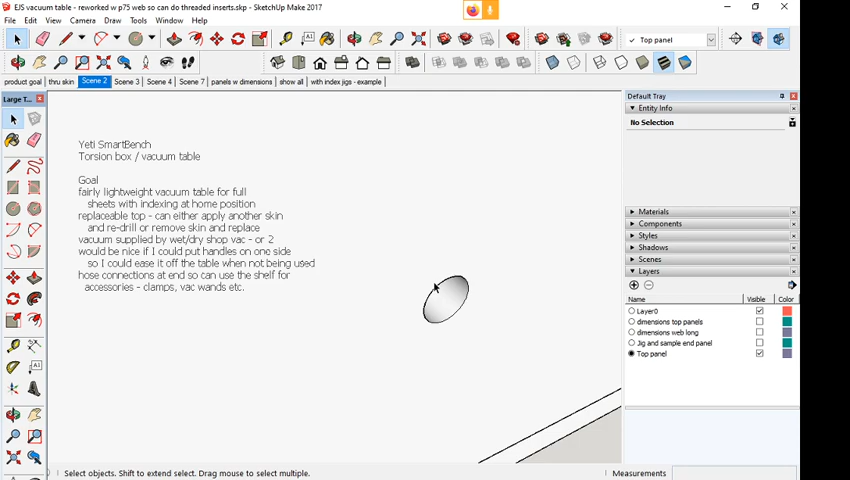 EJS vacuum table - reworked w p75 web so can do threaded inserts.skp - SketchUp Make 2017
File Edit View Camera Draw Tools Window Help
Top panel
product goal thru skin Scene 2 Scene 3 Scene 4 Scene 7 panels w dimensions show all with index jigs - example
Large T...
Default Tray
Entity Info
No Selection
Yeti SmartBench
Torsion box / vacuum table
Goal
fairly lightweight vacuum table for full
sheets with indexing at home position
replaceable top - can either apply another skin
and re-drill or remove skin and replace
vacuum supplied by wet/dry shop vac - or 2
would be nice if I could put handles on one side
so I could ease it off the table when not being used
hose connections at end so can use the shelf for
accessories - clamps, vac wands etc.
Materials
Components
Styles
Shadows
Scenes
Layers
Name Visible Color
Layer0
dimensions top panels
dimensions web long
Jig and sample end panel
Top panel
Select objects. Shift to extend select. Drag mouse to select multiple.
Measurements